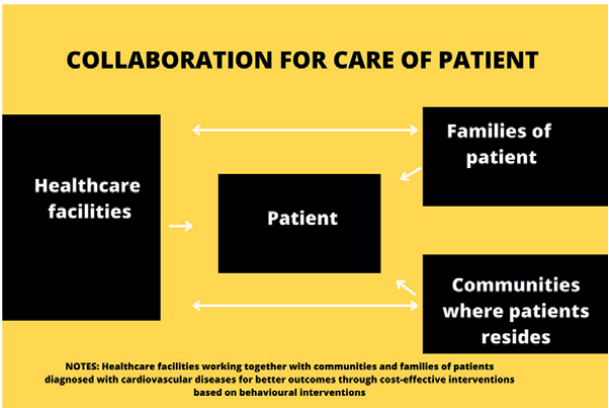 COLLABORATION FOR CARE OF PATIENT
Healthcare
facilities
Patient
Families of
patient
Communities
where patients
resides
NOTES: Healthcare facilities working together with communities and families of patients
diagnosed with cardiovascular diseases for better outcomes through cost-effective interventions
based on behavioural interventions